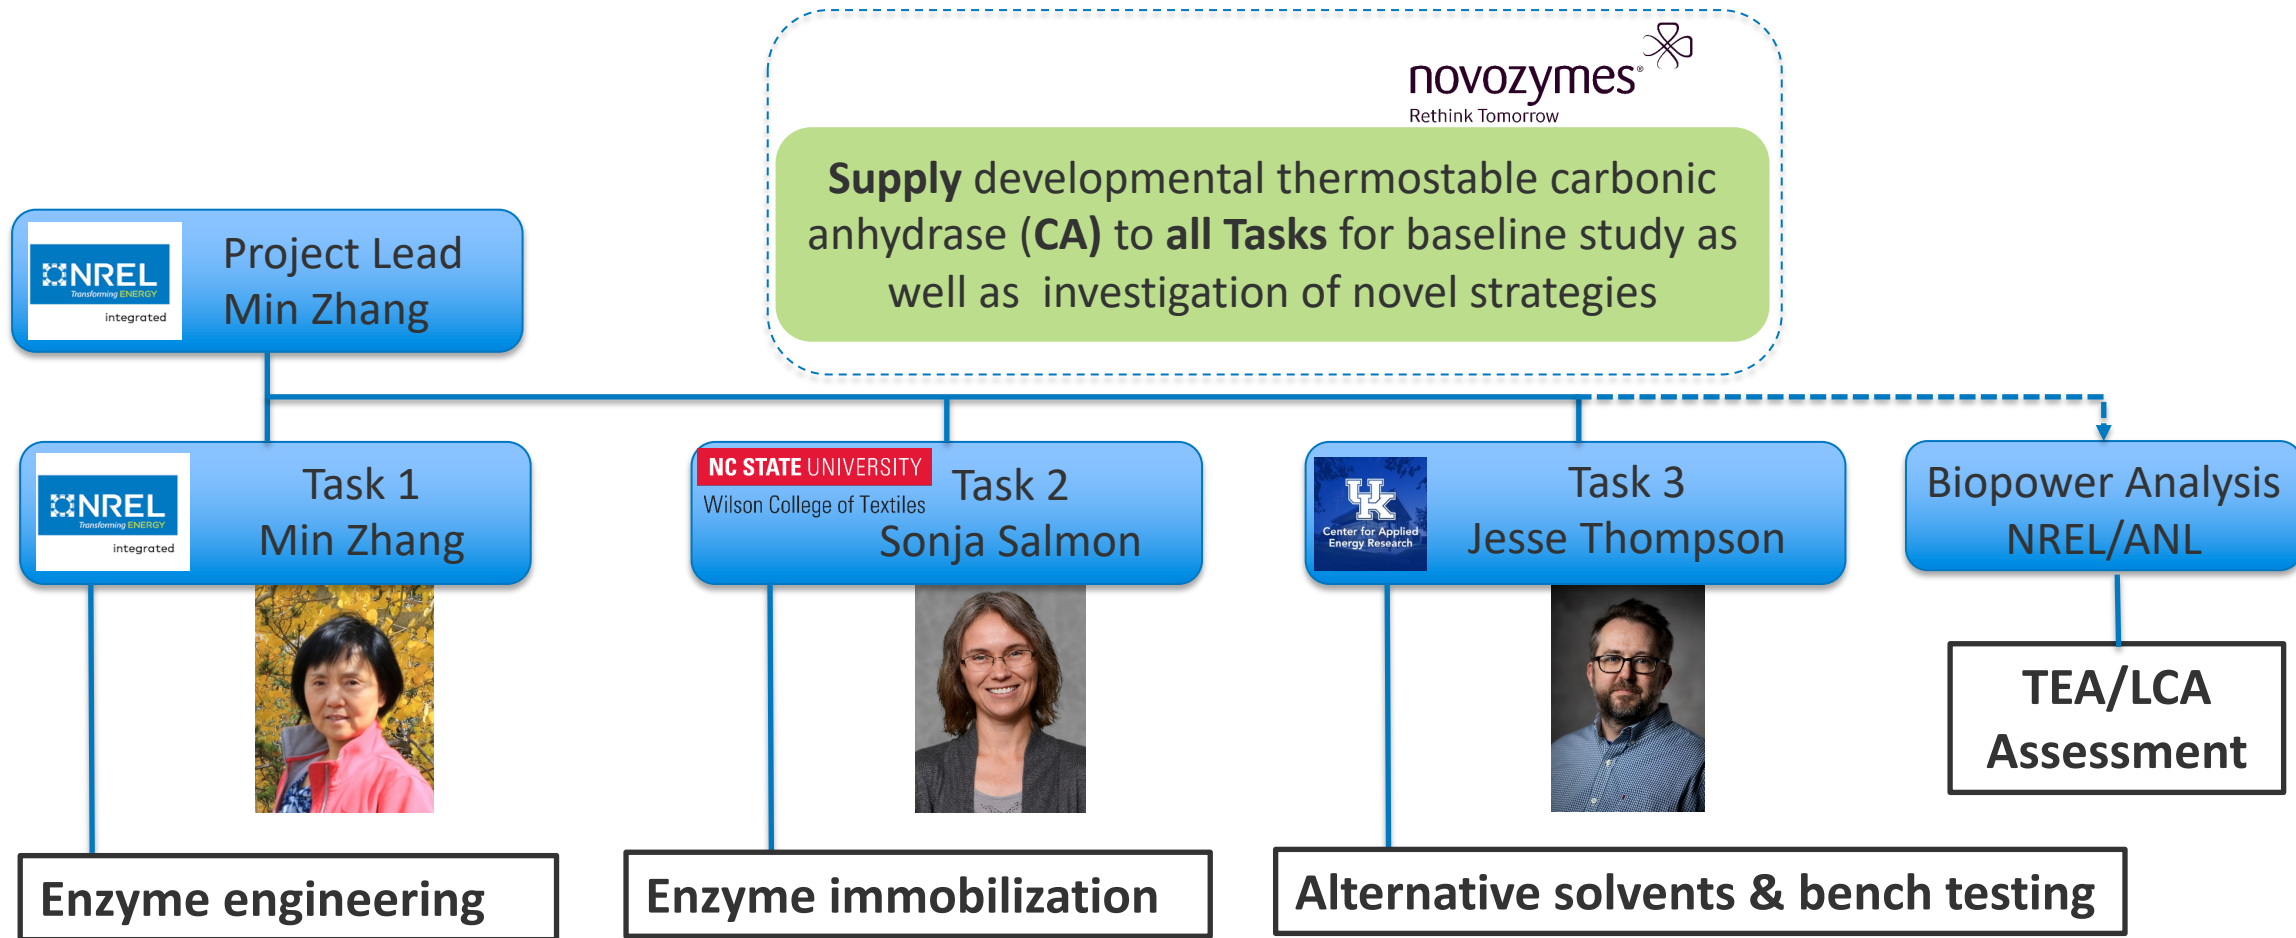 novozymes®
Rethink Tomorrow
Supply developmental thermostable carbonic
anhydrase (CA) to all Tasks for baseline study as
well as investigation of novel strategies
NREL
Transforming ENERGY
integrated
Project Lead
Min Zhang
NREL
Transforming ENERGY
integrated
Task 1
Min Zhang
NC STATE UNIVERSITY
Wilson College of Textiles
Task 2
Sonja Salmon
UK
Center for Applied
Energy Research
Task 3
Jesse Thompson
Biopower Analysis
NREL/ANL
TEA/LCA
Assessment
Enzyme engineering
Enzyme immobilization
Alternative solvents & bench testing